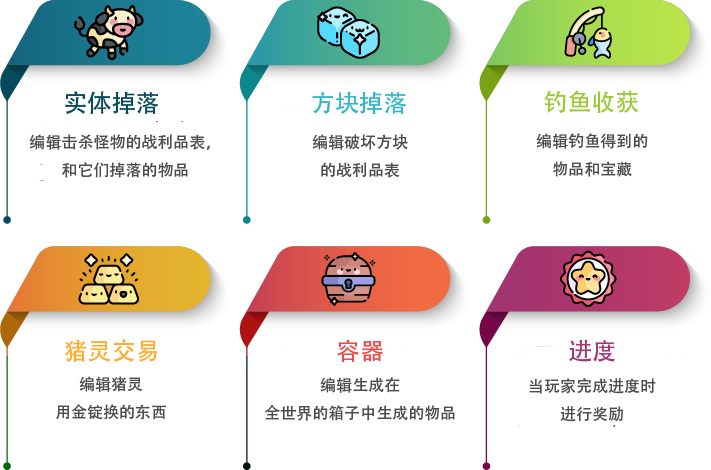 实体掉落
编辑击杀怪物的战利品表，
和它们掉落的物品
方块掉落
编辑破坏方块
的战利品表
钓鱼收获
编辑钓鱼得到的
物品和宝藏
猪灵交易
编辑猪灵
用金锭换的东西
容器
编辑生成在
全世界的箱子中生成的物品
进度
当玩家完成进度时
进行奖励